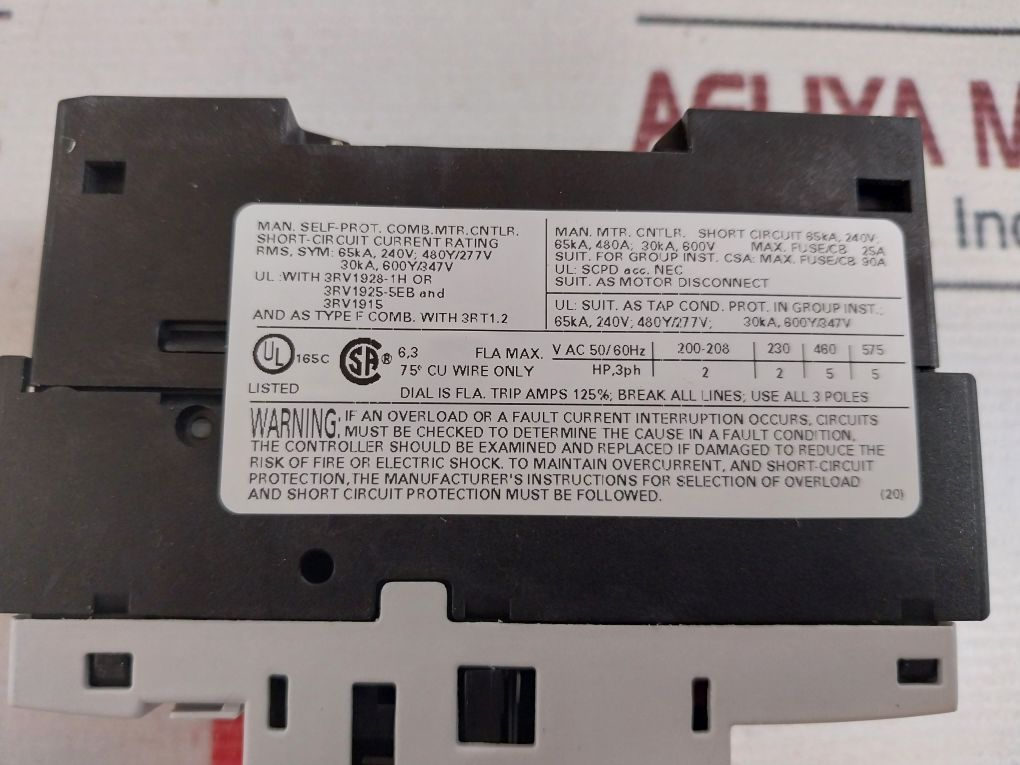 MAN. SELF-PROT. COMB.MTR.CNTLR.
SHORT-CIRCUIT CURRENT RATING
RMS, SYM: 65kA, 240V; 480Y/277V
30kA, 600Y/347V
UL :WITH 3RV1928-1H OR
3RV1925-5EB and
3RV1915
AND AS TYPE F COMB. WITH 3RT1.2
MAN. MTR. CNTLR. SHORT CIRCUIT 65kA, 240V;
65kA, 480A; 30kA, 600V MAX. FUSE/CB 25A
SUIT. FOR GROUP INST. CSA: MAX. FUSE/CB 90A
UL: SCPD acc. NEC
SUIT. AS MOTOR DISCONNECT
UL: SUIT. AS TAP COND. PROT. IN GROUP INST.;
65kA, 240V; 480Y/277V; 30kA, 600Y/347V
UL 165C
LISTED
SA ® 6,3 FLA MAX.
75° CU WIRE ONLY
V AC 50/60Hz 200-208 230 460 575
HP,3ph 2 2 5 5
DIAL IS FLA. TRIP AMPS 125%; BREAK ALL LINES; USE ALL 3 POLES
WARNING: IF AN OVERLOAD OR A FAULT CURRENT INTERRUPTION OCCURS, CIRCUITS
MUST BE CHECKED TO DETERMINE THE CAUSE IN A FAULT CONDITION,
THE CONTROLLER SHOULD BE EXAMINED AND REPLACED IF DAMAGED TO REDUCE THE
RISK OF FIRE OR ELECTRIC SHOCK. TO MAINTAIN OVERCURRENT, AND SHORT-CIRCUIT
PROTECTION, THE MANUFACTURER'S INSTRUCTIONS FOR SELECTION OF OVERLOAD
AND SHORT CIRCUIT PROTECTION MUST BE FOLLOWED. (20)